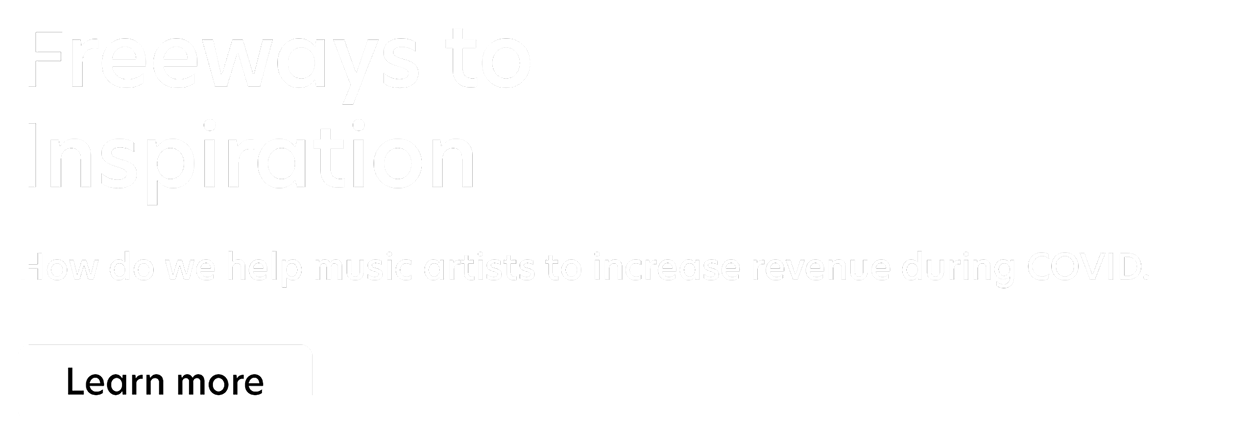 Freeways to
Inspiration
How do we help music artists to increase revenue during COVID.
Learn more